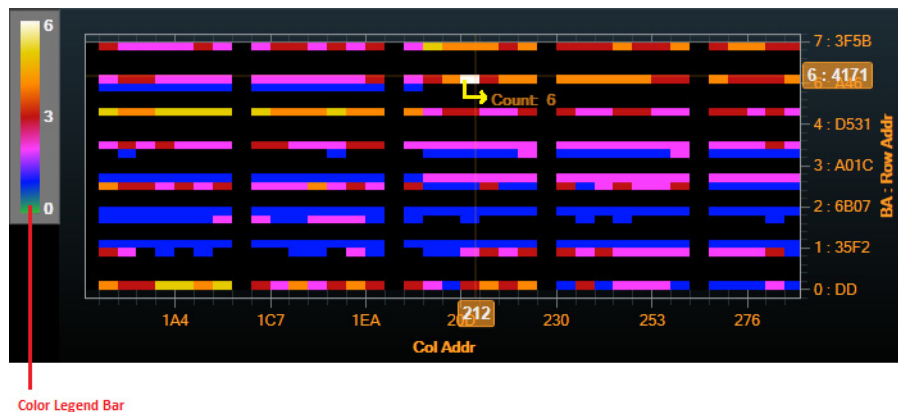 6
3
0
7 : 3F5B
6 : 4171
Count: 6
4 : D531
3 : A01C
2 : 6B07
1 : 35F2
0 : DD
BA : Row Addr
1A4
1C7
1EA
212
230
253
276
Col Addr
Color Legend Bar